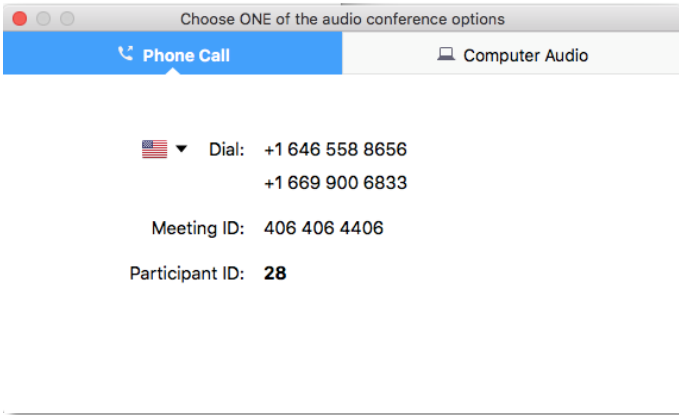 Choose ONE of the audio conference options
Phone Call Computer Audio
Dial: +1 646 558 8656
+1 669 900 6833
Meeting ID: 406 406 4406
Participant ID: 28